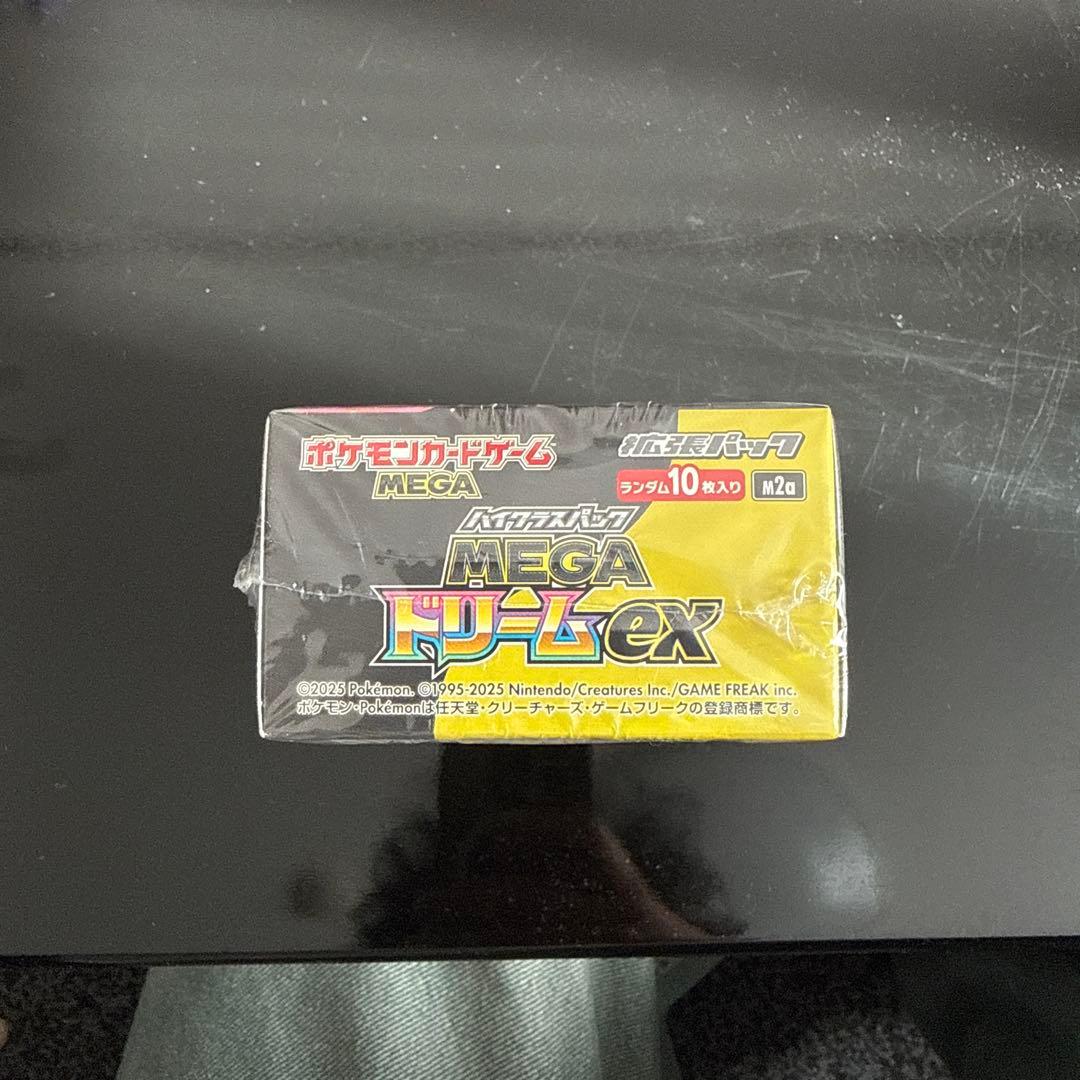 ポケモンカードゲーム
MEGA
拡張パック
ランダム10枚入り M2a
ハイクラスパック
MEGA
ドリームex
©2025 Pokémon. ©1995-2025 Nintendo/Creatures Inc./GAME FREAK inc.
ポケモン・Pokémonは任天堂・クリーチャーズ・ゲームフリークの登録商標です。